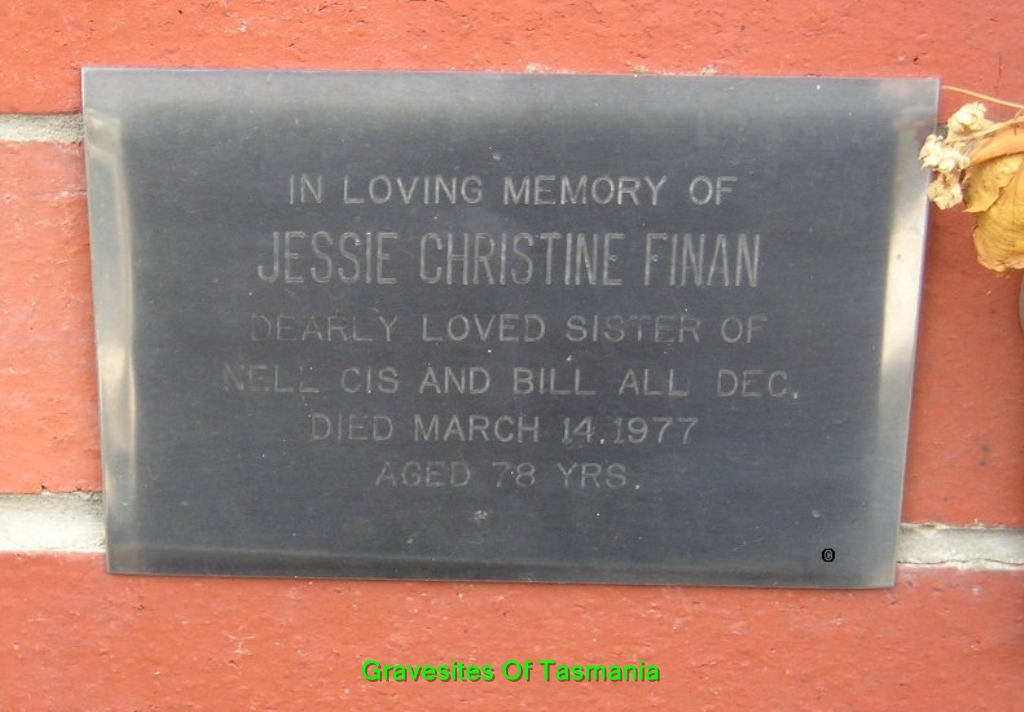 IN LOVING MEMORY OF
JESSIE CHRISTINE FINAN
DEARLY LOVED SISTER OF
NELL CIS AND BILL ALL DEC.
DIED MARCH 14.1977
AGED 78 YRS.
©
Gravesites Of Tasmania